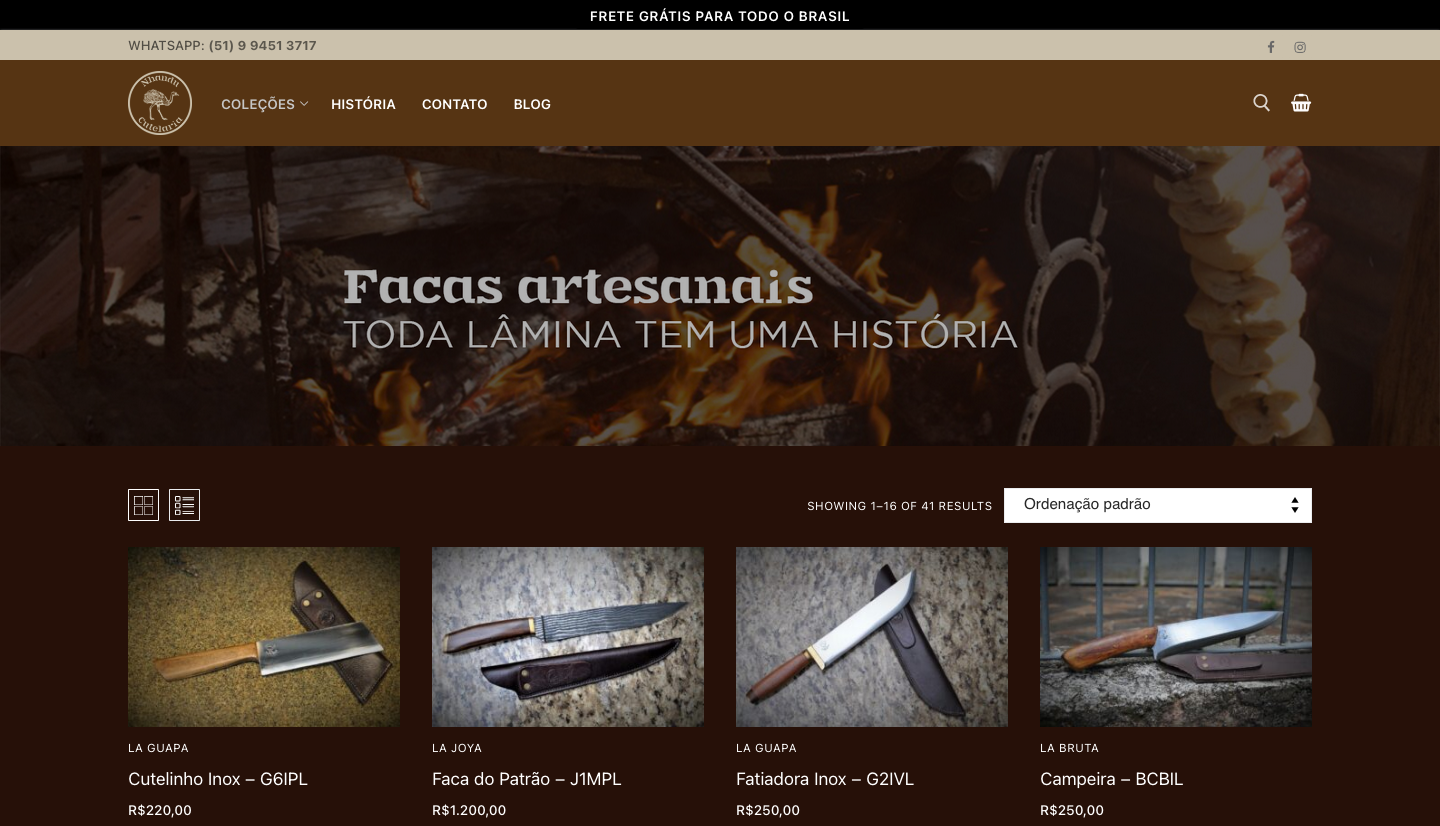 FRETE GRÁTIS PARA TODO O BRASIL
WHATSAPP: (51) 9 9451 3717
Nhandu
Cutelaria
COLEÇÕES
HISTÓRIA
CONTATO
BLOG
Facas artesanais
TODA LÂMINA TEM UMA HISTÓRIA
SHOWING 1–16 OF 41 RESULTS
Ordenação padrão
LA GUAPA
Cutelinho Inox – G6IPL
R$220,00
LA JOYA
Faca do Patrão – J1MPL
R$1.200,00
LA GUAPA
Fatiadora Inox – G2IVL
R$250,00
LA BRUTA
Campeira – BCBIL
R$250,00